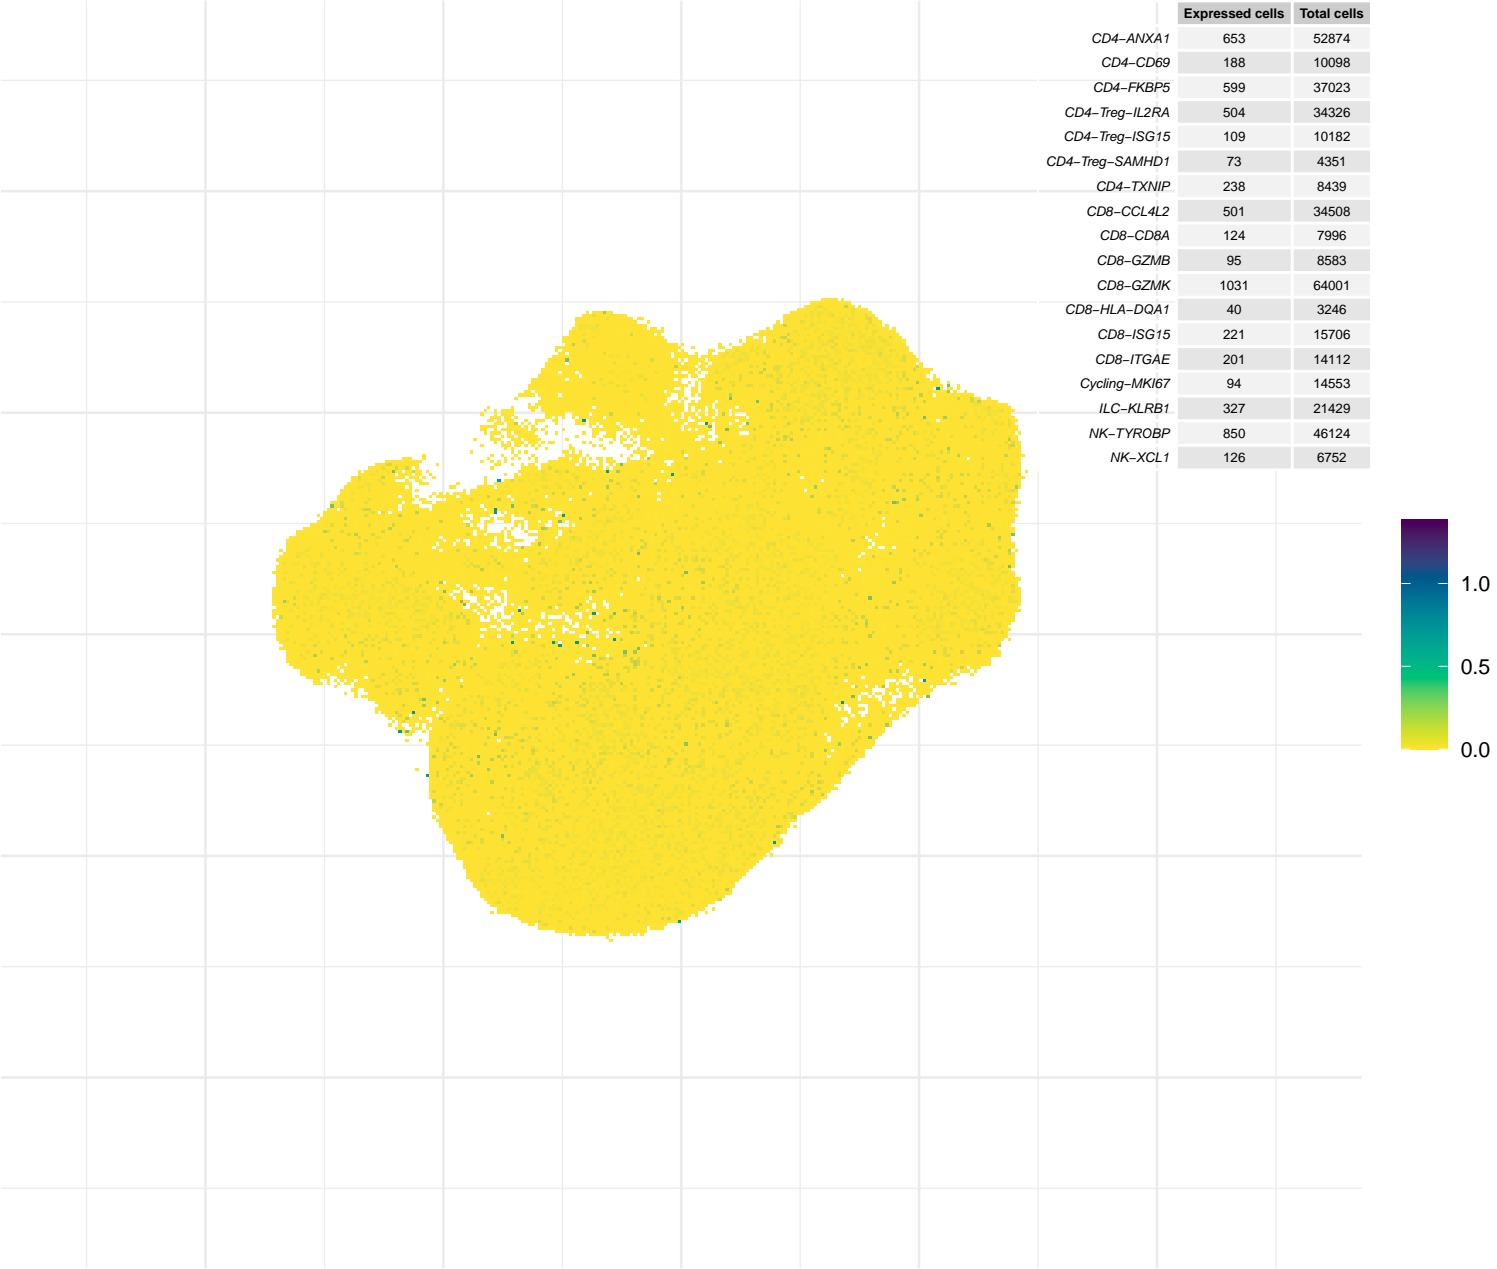 Expressed cells Total cells
CD4−ANXA1 653 52874
CD4−CD69 188 10098
CD4−FKBP5 599 37023
CD4−Treg−IL2RA 504 34326
CD4−Treg−ISG15 109 10182
CD4−Treg−SAMHD1 73 4351
CD4−TXNIP 238 8439
CD8−CCL4L2 501 34508
CD8−CD8A 124 7996
CD8−GZMB 95 8583
CD8−GZMK 1031 64001
CD8−HLA−DQA1 40 3246
CD8−ISG15 221 15706
CD8−ITGAE 201 14112
Cycling−MKI67 94 14553
ILC−KLRB1 327 21429
NK−TYROBP 850 46124
NK−XCL1 126 6752
1.0
0.5
0.0